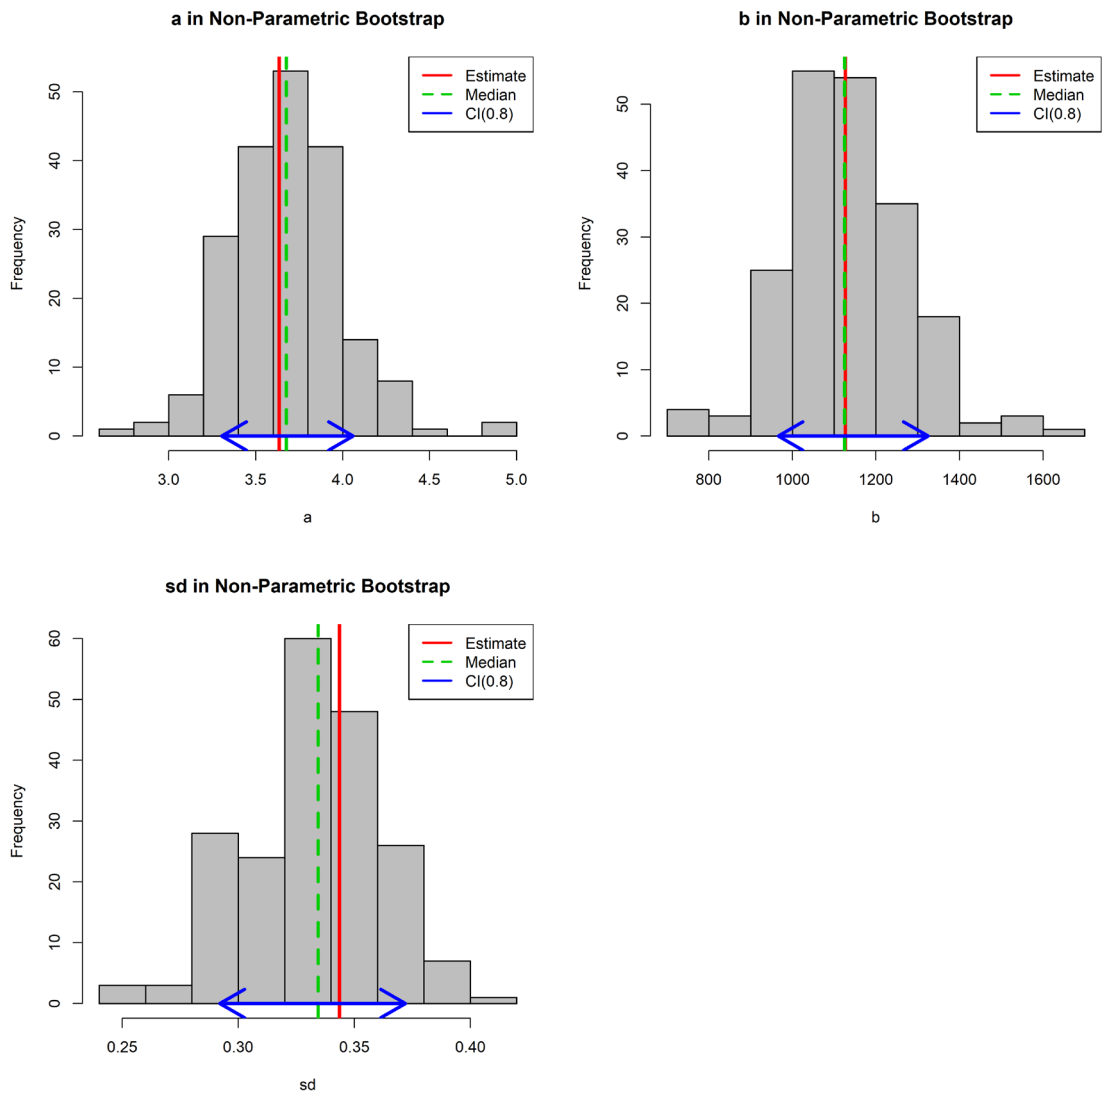 a in Non-Parametric Bootstrap
Estimate
Median
CI(0.8)
Frequency
0
10
20
30
40
50
3.0
3.5
4.0
4.5
5.0
a
b in Non-Parametric Bootstrap
Estimate
Median
CI(0.8)
Frequency
0
10
20
30
40
50
800
1000
1200
1400
1600
b
sd in Non-Parametric Bootstrap
Estimate
Median
CI(0.8)
Frequency
0
10
20
30
40
50
60
0.25
0.30
0.35
0.40
sd